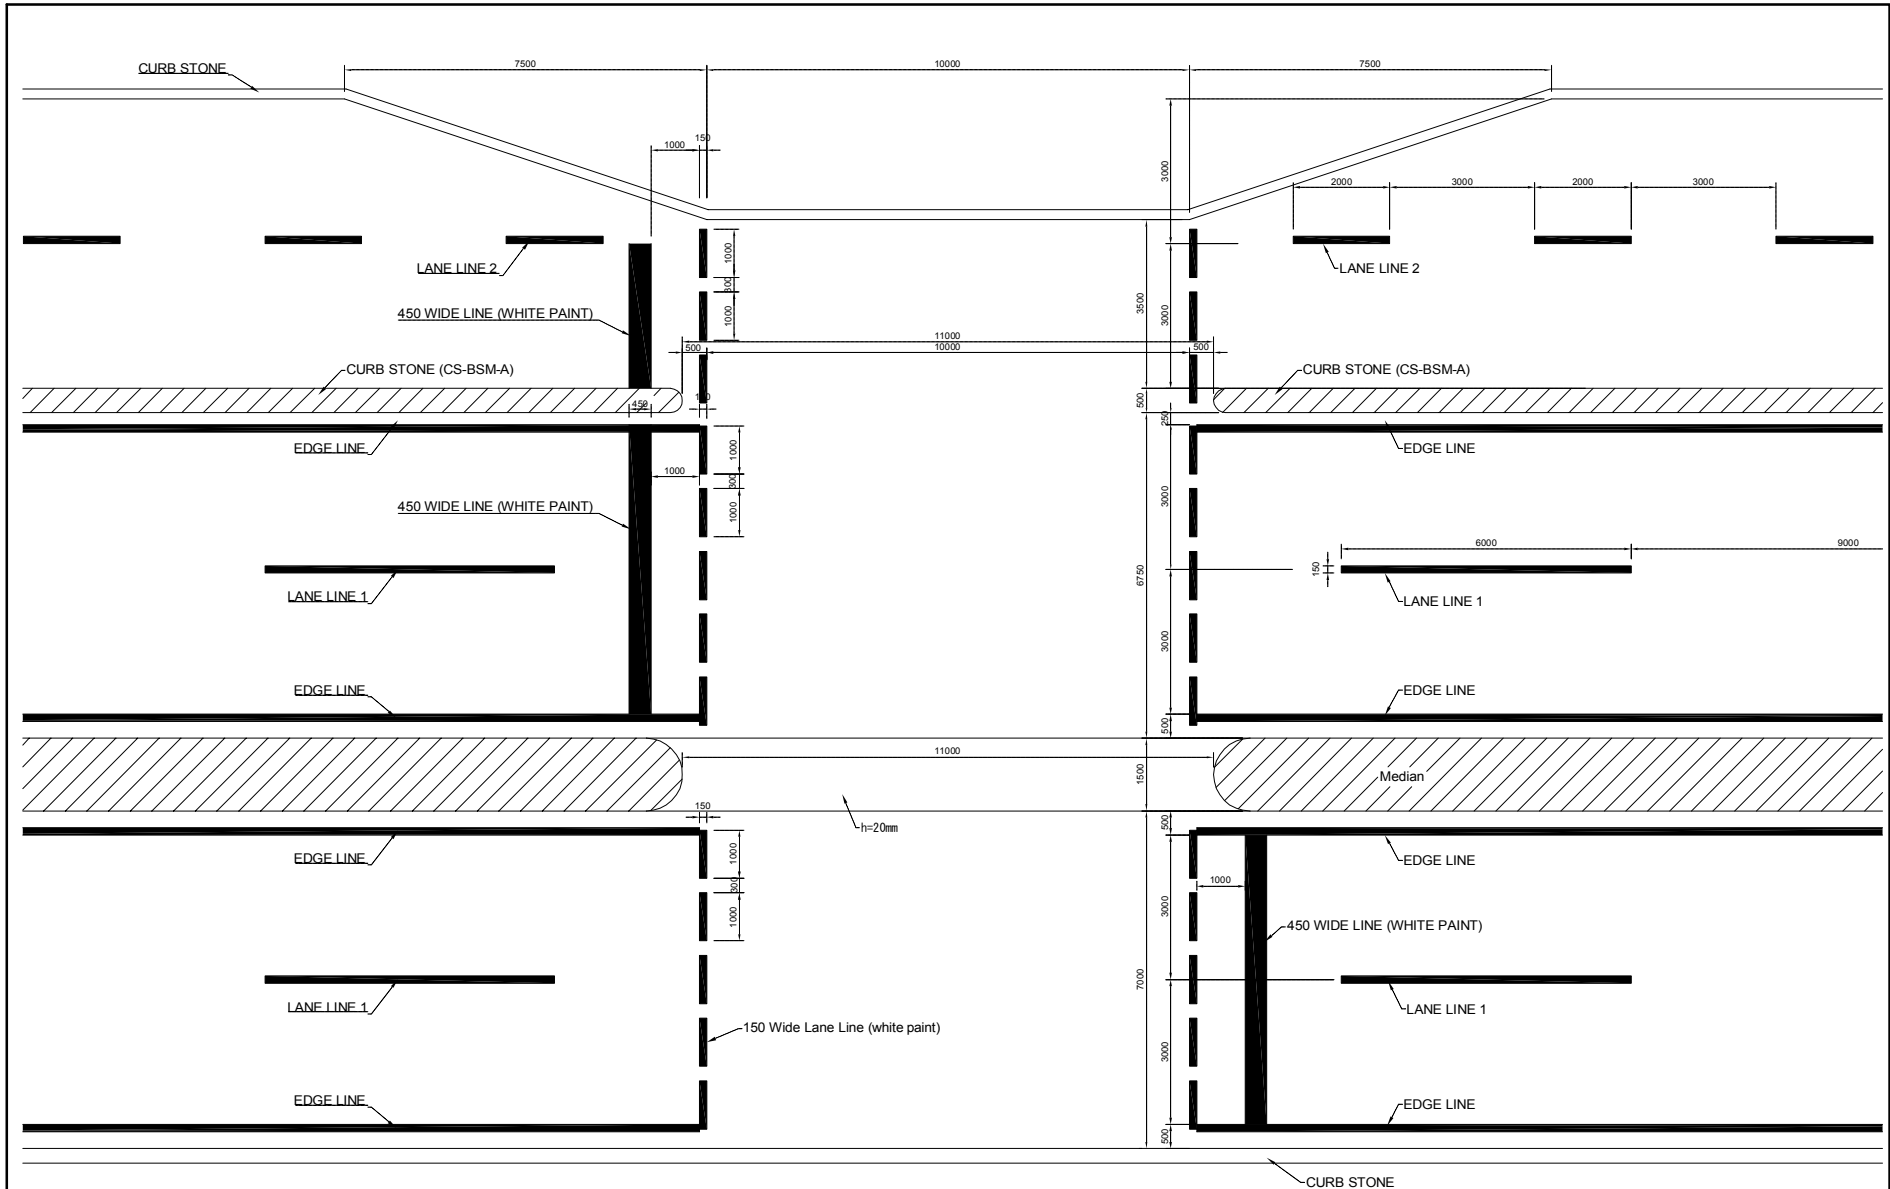 7500
10000
7500
CURB STONE
150
1000
3000
2000
3000
2000
3000
LANE LINE 2
1000
300
1000
LANE LINE 2
450 WIDE LINE (WHITE PAINT)
3500
3000
11000
500
10000
500
CURB STONE (CS-BSM-A)
CURB STONE (CS-BSM-A)
450
500
250
EDGE LINE
1000
EDGE LINE
1000
300
450 WIDE LINE (WHITE PAINT)
1000
3000
6000
9000
150
6750
LANE LINE 1
LANE LINE 1
3000
EDGE LINE
EDGE LINE
500
11000
1500
Median
150
h=20mm
500
EDGE LINE
1000
EDGE LINE
300
1000
1000
3000
450 WIDE LINE (WHITE PAINT)
7000
LANE LINE 1
LANE LINE 1
150 Wide Lane Line (white paint)
3000
EDGE LINE
EDGE LINE
500
CURB STONE